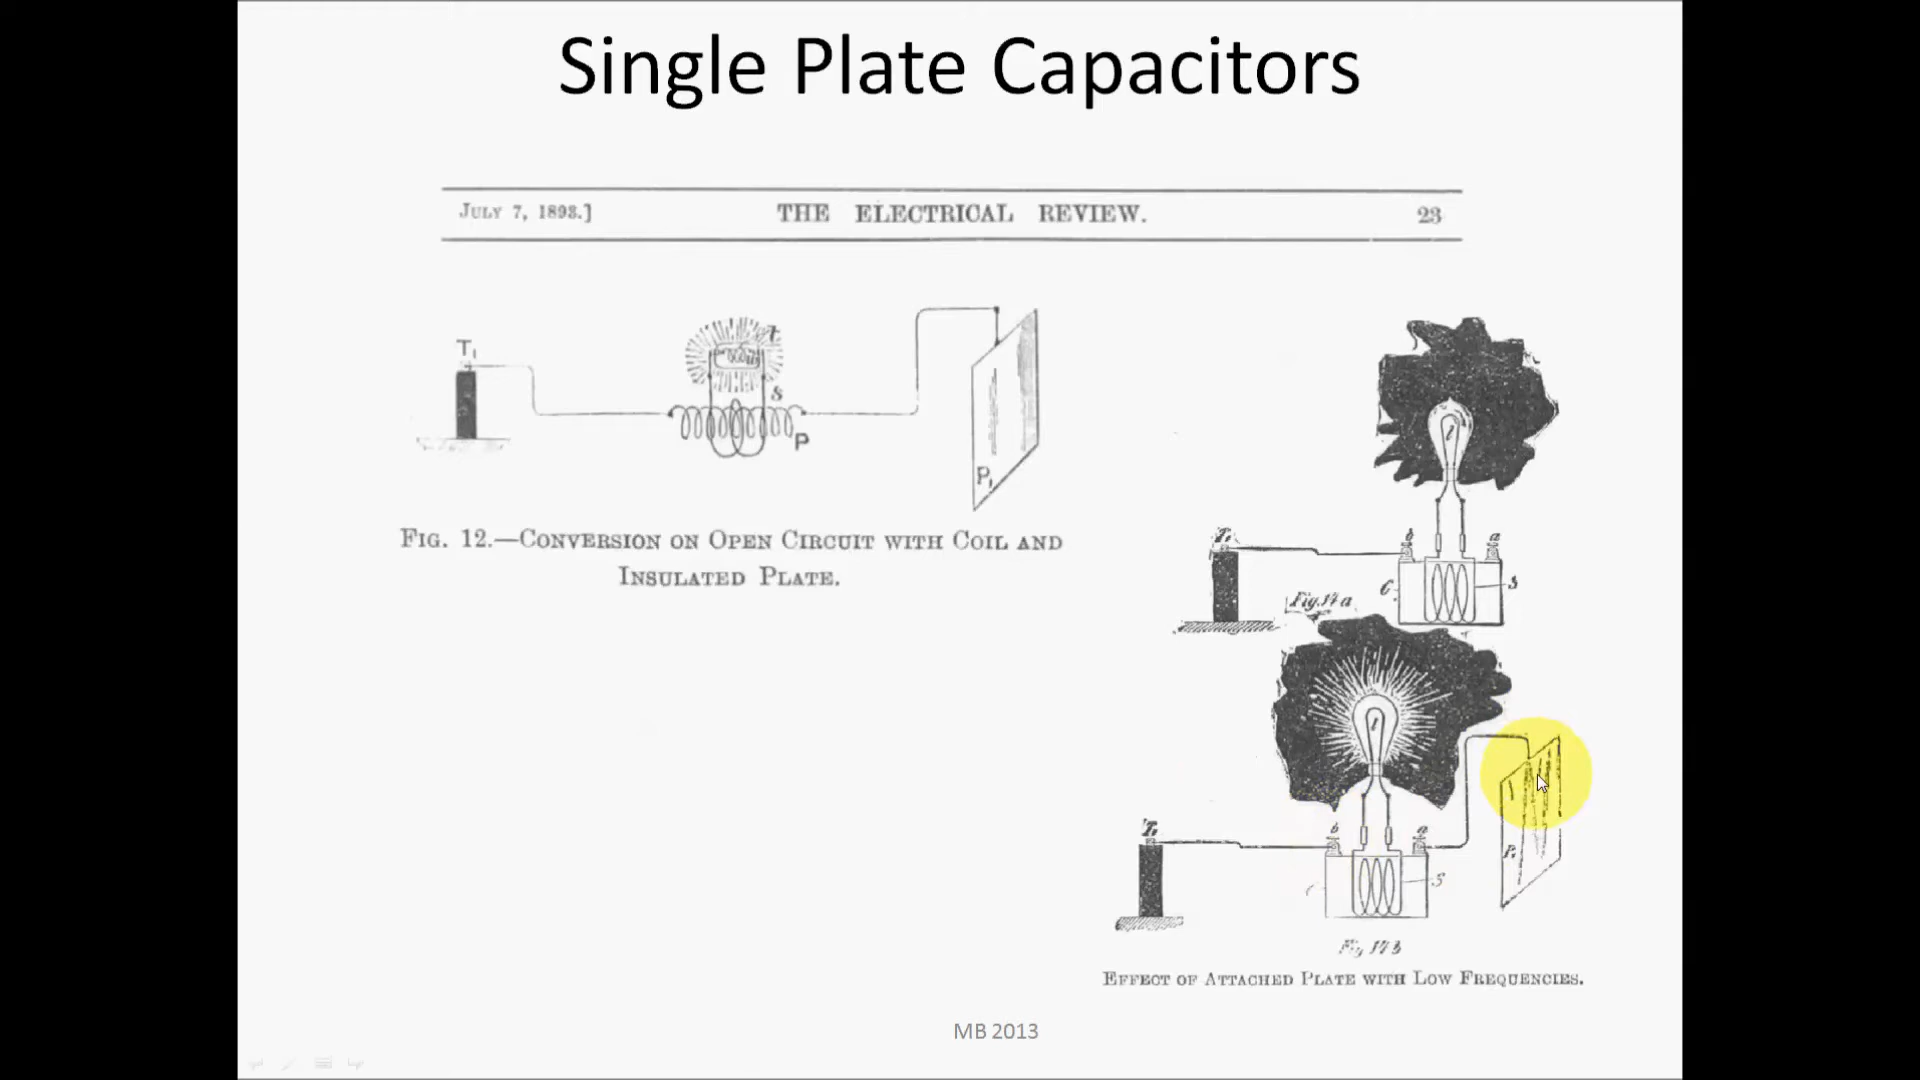 Single Plate Capacitors
JULY 7, 1893.] THE ELECTRICAL REVIEW. 23
T1
t
s
P
P1
FIG. 12.—CONVERSION ON OPEN CIRCUIT WITH COIL AND
INSULATED PLATE.
l
b a
s
Fig. 14 a
l
b a
P1
S
EFFECT OF ATTACHED PLATE WITH LOW FREQUENCIES.
MB 2013